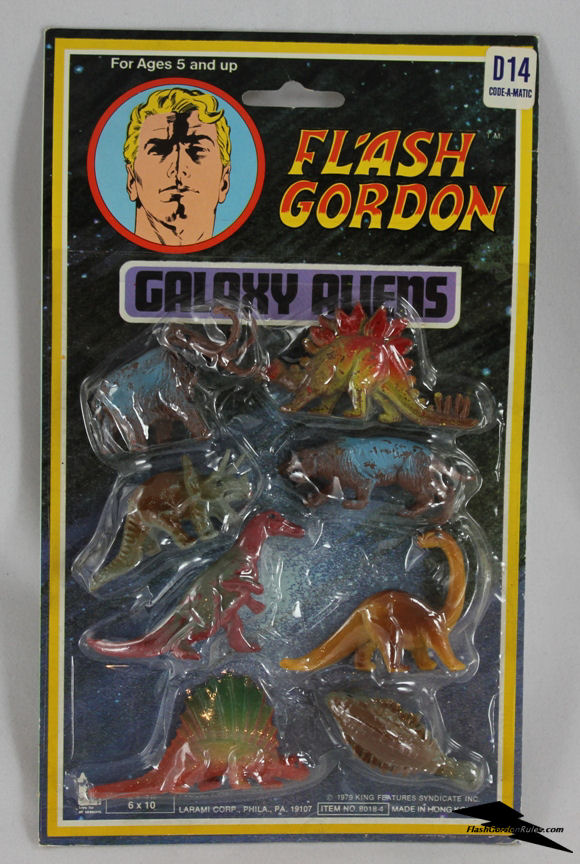 For Ages 5 and up
D14
CODE-A-MATIC
T.M.
FLASH
GORDON
GALAXY ALIENS
© 1979 KING FEATURES SYNDICATE INC.
6 x 10
LARAMI CORP., PHILA., PA. 19107
ITEM NO. 8018-4
MADE IN HONG
FlashGordonRulez.com